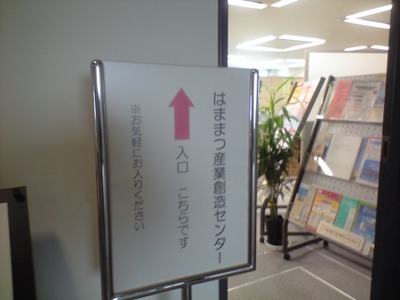 はままつ産業創造センター
入口 こちらです
※お気軽にお入りください